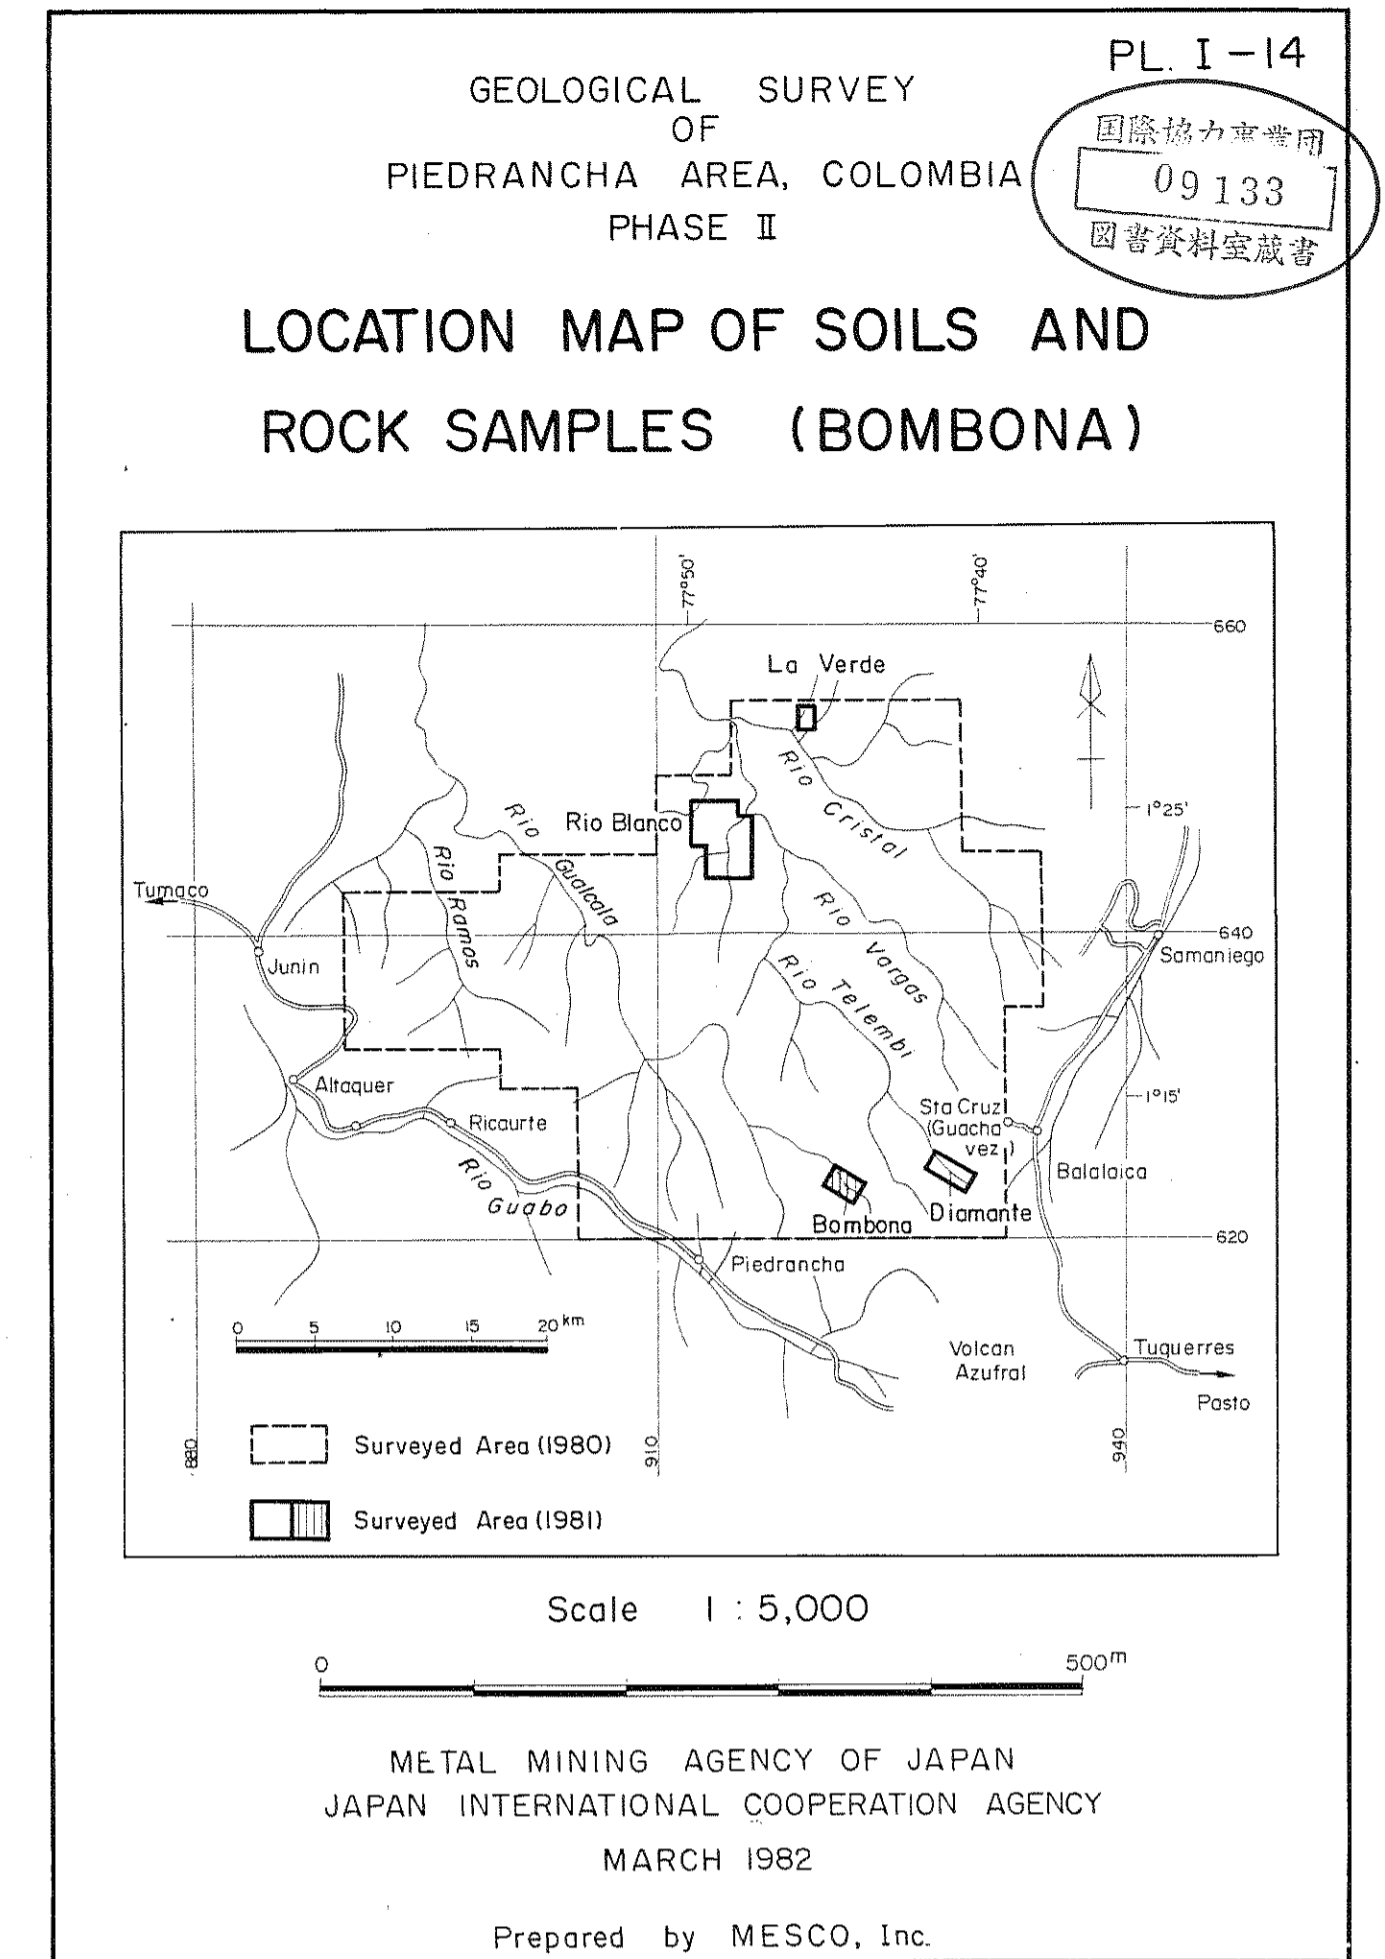 PL. I-14
GEOLOGICAL SURVEY
OF
PIEDRANCHA AREA, COLOMBIA
PHASE II
国際協力事業団
09133
図書資料室蔵書
LOCATION MAP OF SOILS AND
ROCK SAMPLES (BOMBONA)
77°50'
77°40'
660
La Verde
Rio Cristal
1°25'
Rio Blanco
Rio Gualcala
Rio Ramos
Tumaco
Rio Vargas
640
Samaniego
Junin
Rio Telembi
Altaquer
1°15'
Sta Cruz
(Guacha
vez)
Ricaurte
Balalaica
Rio Guabo
Diamante
Bombona
620
Piedrancha
0 5 10 15 20 km
Volcan
Azufral
Tuquerres
Pasto
880
910
940
Surveyed Area (1980)
Surveyed Area (1981)
Scale 1 : 5,000
0 500m
METAL MINING AGENCY OF JAPAN
JAPAN INTERNATIONAL COOPERATION AGENCY
MARCH 1982
Prepared by MESCO, Inc.